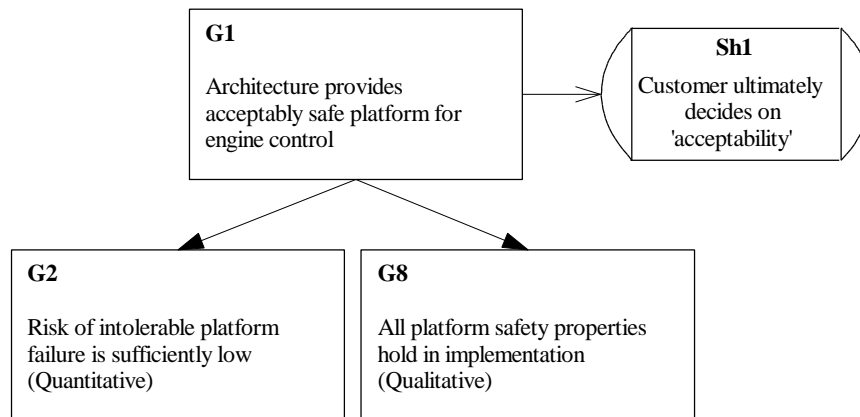 G1
Architecture provides
acceptably safe platform for
engine control
Sh1
Customer ultimately
decides on
'acceptability'
G2
Risk of intolerable platform
failure is sufficiently low
(Quantitative)
G8
All platform safety properties
hold in implementation
(Qualitative)